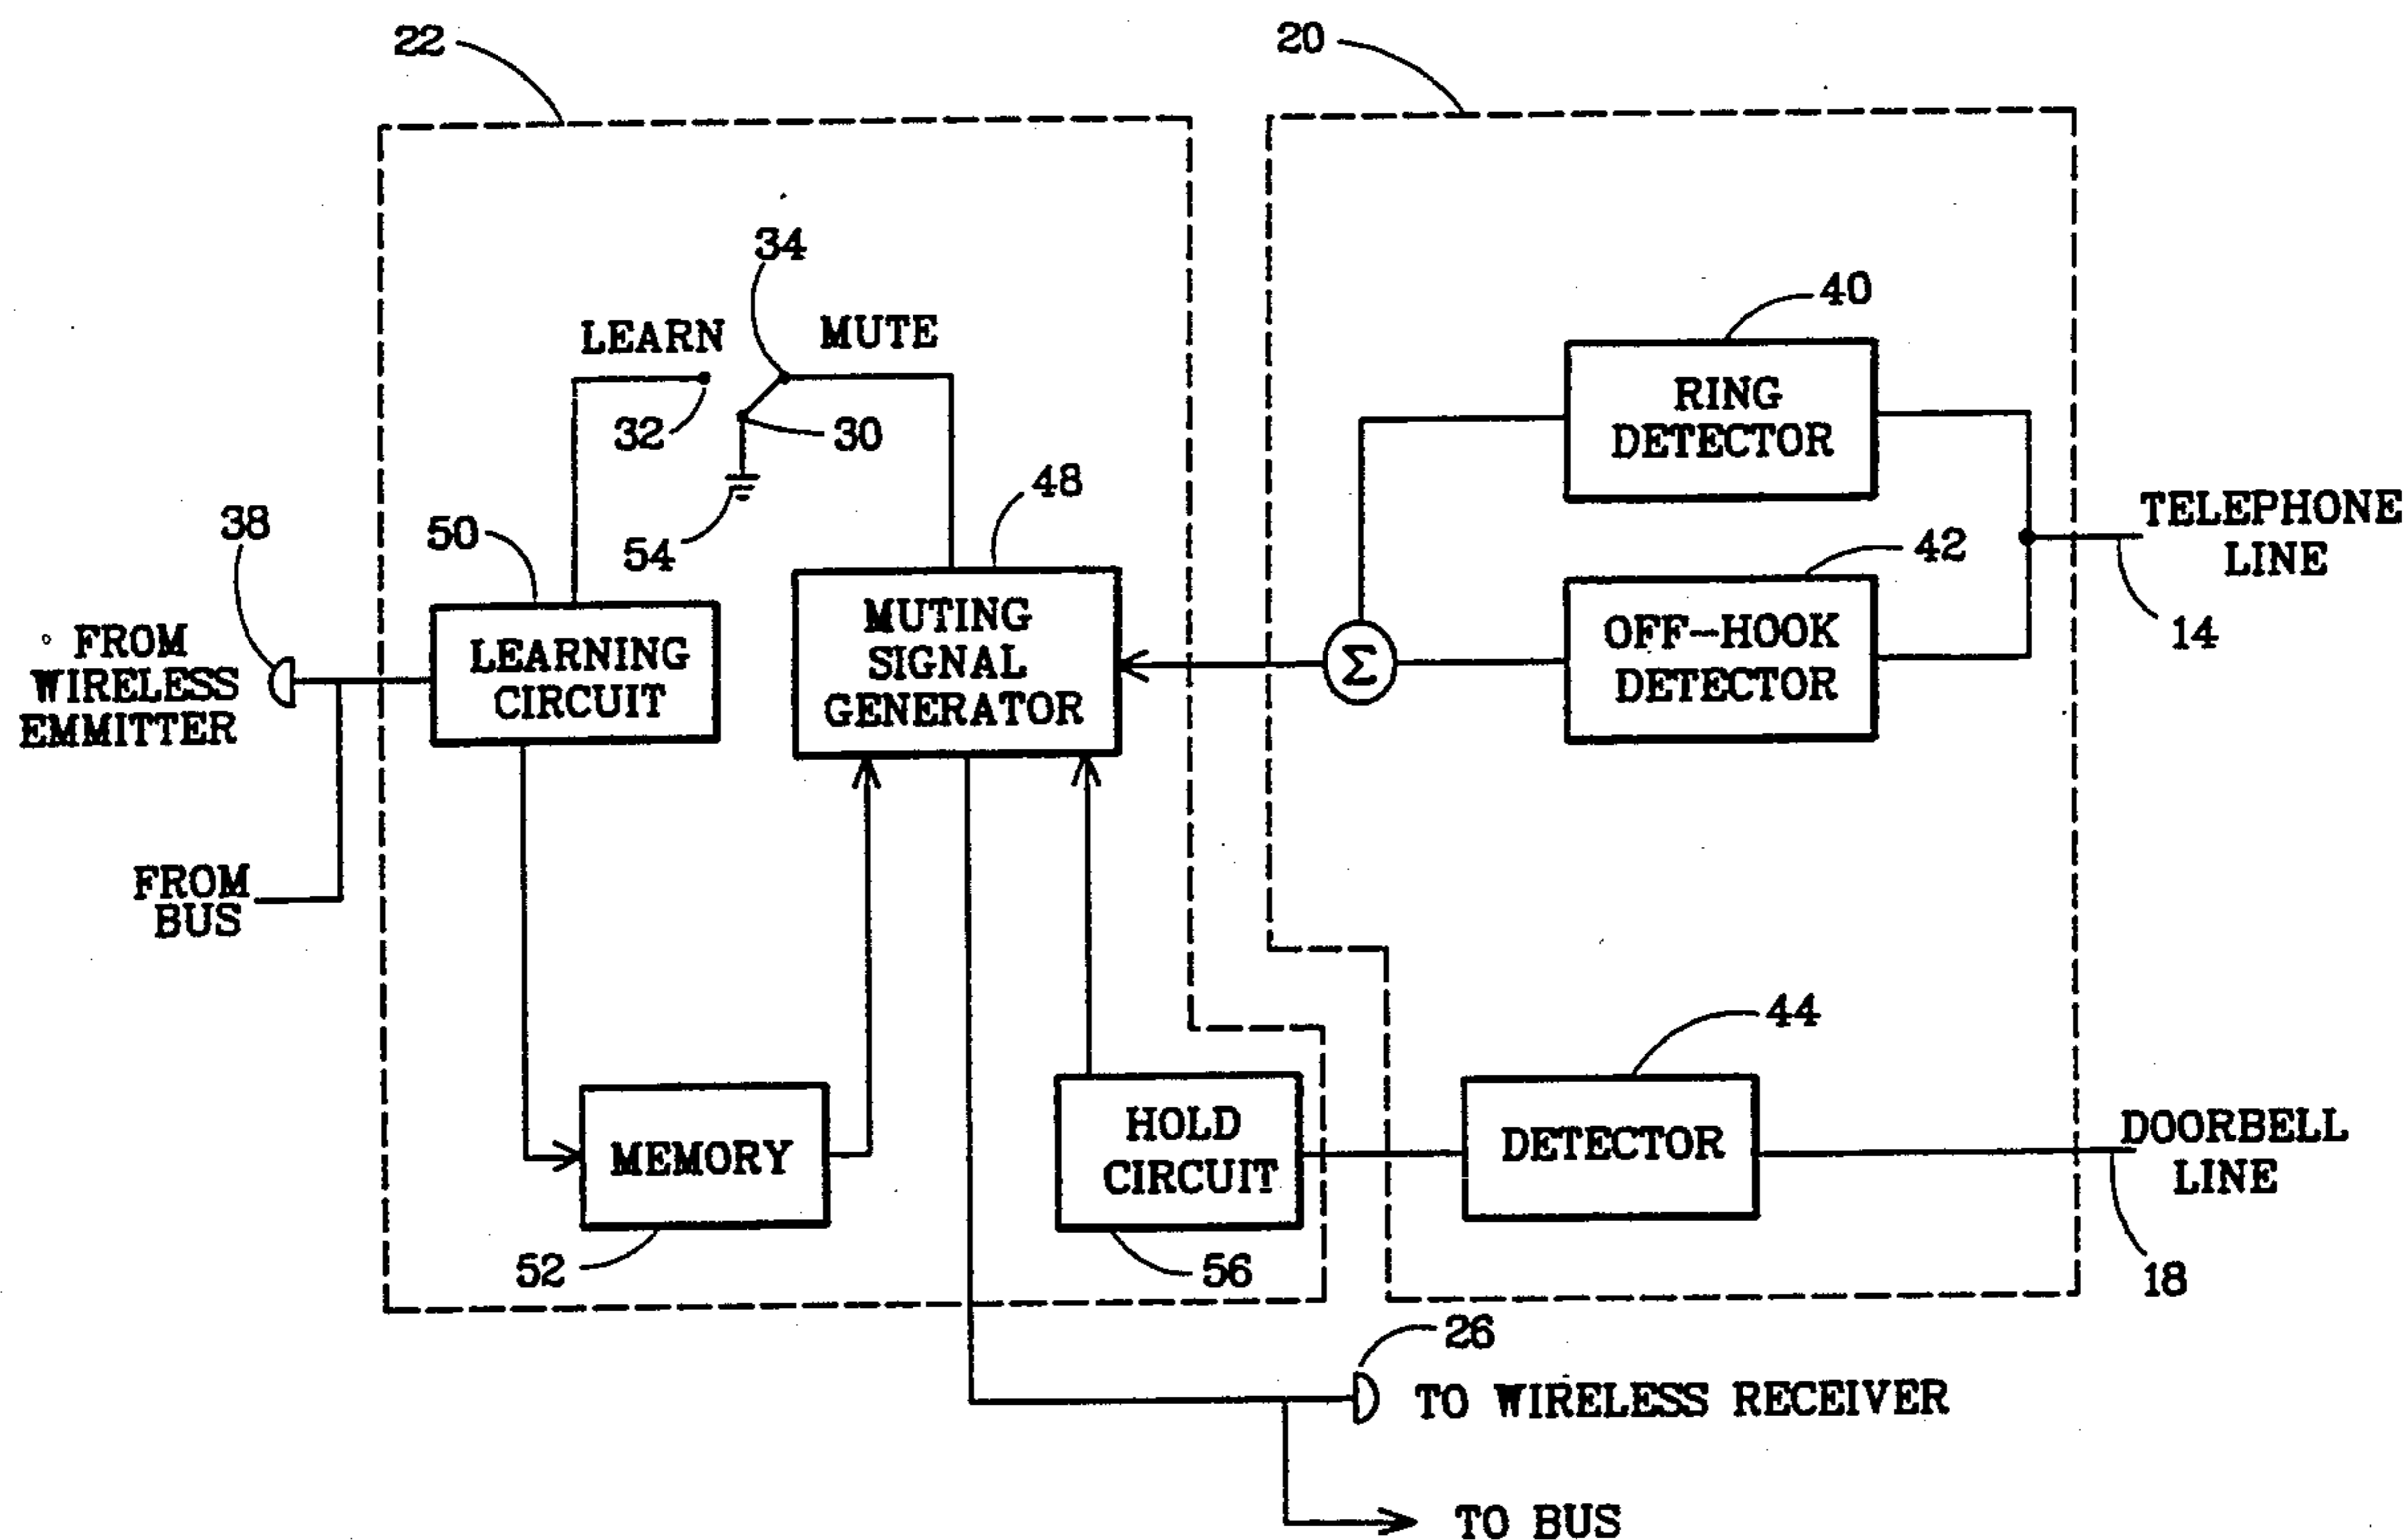 22
20
34
LEARN
MUTE
32
30
54
48
50
38
FROM
WIRELESS
EMMITTER
LEARNING
CIRCUIT
MUTING
SIGNAL
GENERATOR
Σ
40
RING
DETECTOR
42
OFF-HOOK
DETECTOR
TELEPHONE
LINE
14
FROM
BUS
MEMORY
52
HOLD
CIRCUIT
56
44
DETECTOR
DOORBELL
LINE
18
26
TO WIRELESS RECEIVER
TO BUS